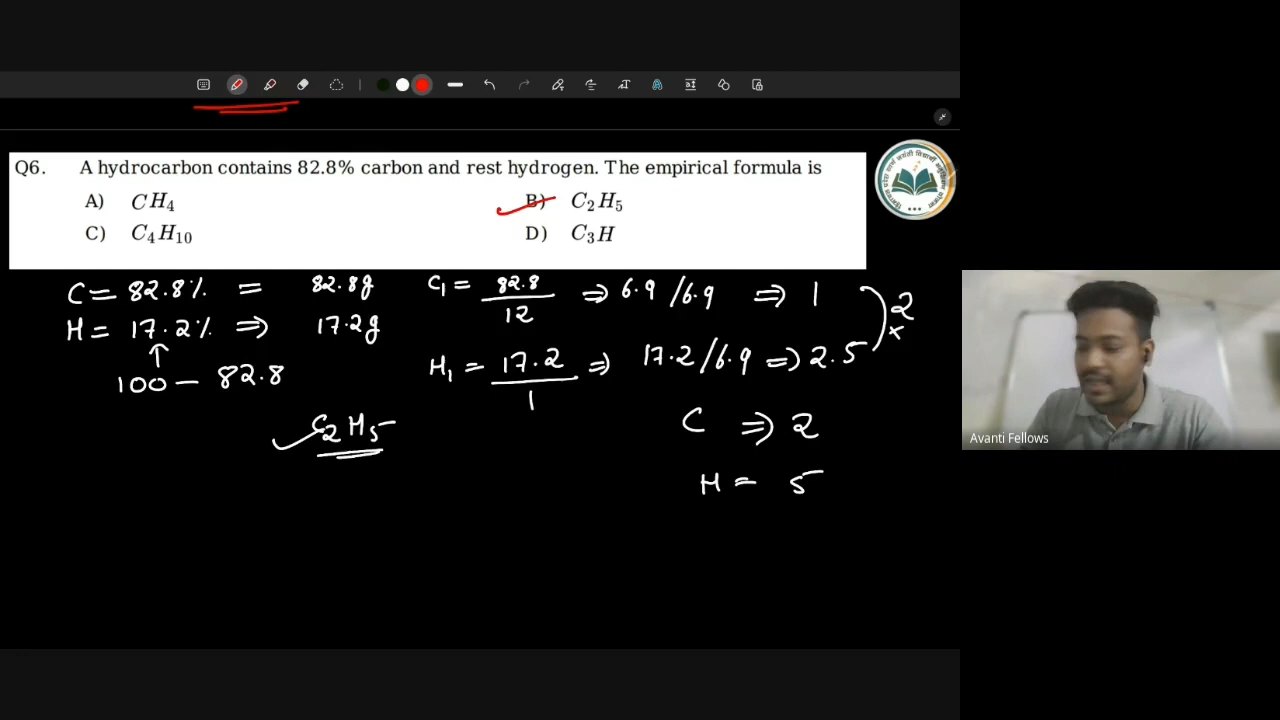 Q6. A hydrocarbon contains 82.8% carbon and rest hydrogen. The empirical formula is
A) CH₄ B) C₂H₅
C) C₄H₁₀ D) C₃H
C = 82.8% = 82.8g C₁ = 82.8/12 ⇒ 6.9/6.9 ⇒ 1
H = 17.2% ⇒ 17.2g H₁ = 17.2/1 ⇒ 17.2/6.9 ⇒ 2.5
2
×
↑
100 – 82.8
C₂H₅
C ⇒ 2
H = 5
Avanti Fellows